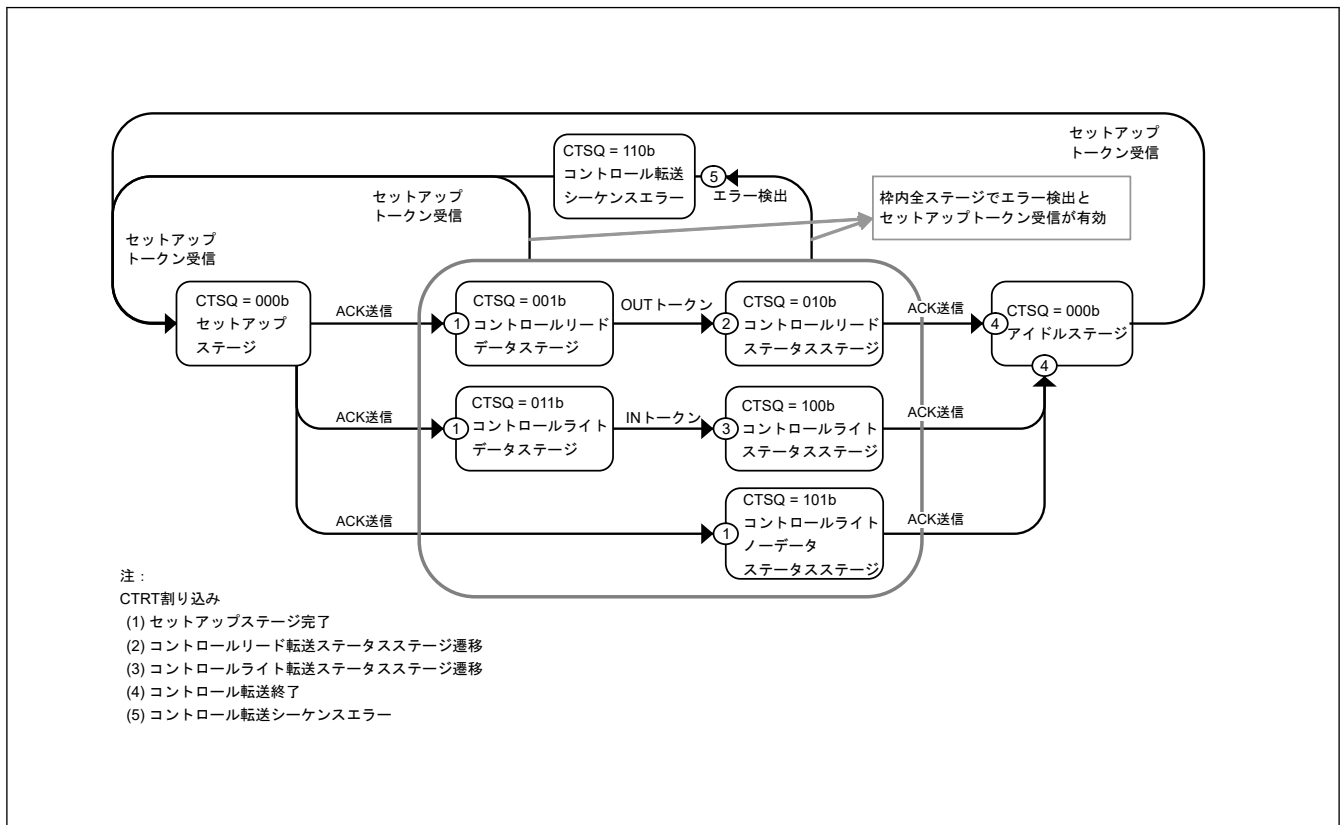 セットアップ
トークン受信
CTSQ = 110b
コントロール転送
シーケンスエラー
5
エラー検出
セットアップ
トークン受信
枠内全ステージでエラー検出と
セットアップトークン受信が有効
セットアップ
トークン受信
CTSQ = 000b
セットアップ
ステージ
ACK送信
1
CTSQ = 001b
コントロールリード
データステージ
OUTトークン
2
CTSQ = 010b
コントロールリード
ステータスステージ
ACK送信
4
CTSQ = 000b
アイドルステージ
4
ACK送信
1
CTSQ = 011b
コントロールライト
データステージ
INトークン
3
CTSQ = 100b
コントロールライト
ステータスステージ
ACK送信
ACK送信
1
CTSQ = 101b
コントロールライト
ノーデータ
ステータスステージ
ACK送信
注：
CTRT割り込み
(1) セットアップステージ完了
(2) コントロールリード転送ステータスステージ遷移
(3) コントロールライト転送ステータスステージ遷移
(4) コントロール転送終了
(5) コントロール転送シーケンスエラー